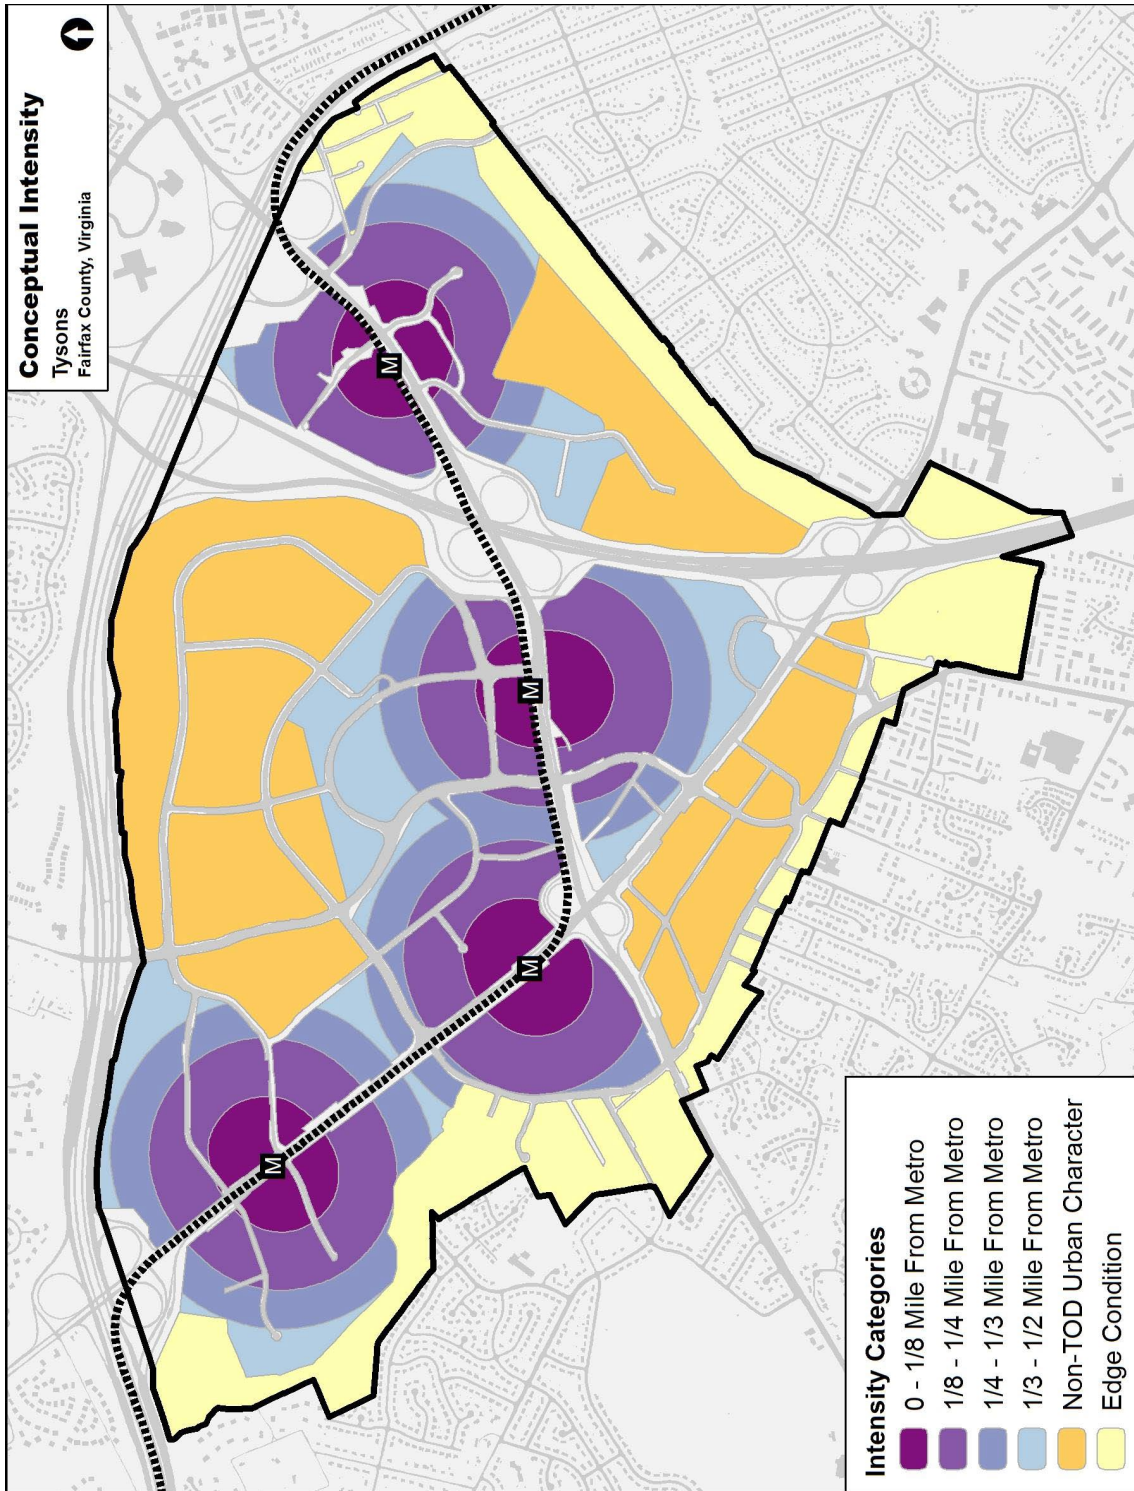 Conceptual Intensity
Tysons
Fairfax County, Virginia
M
M
M
M
Intensity Categories
0 - 1/8 Mile From Metro
1/8 - 1/4 Mile From Metro
1/4 - 1/3 Mile From Metro
1/3 - 1/2 Mile From Metro
Non-TOD Urban Character
Edge Condition